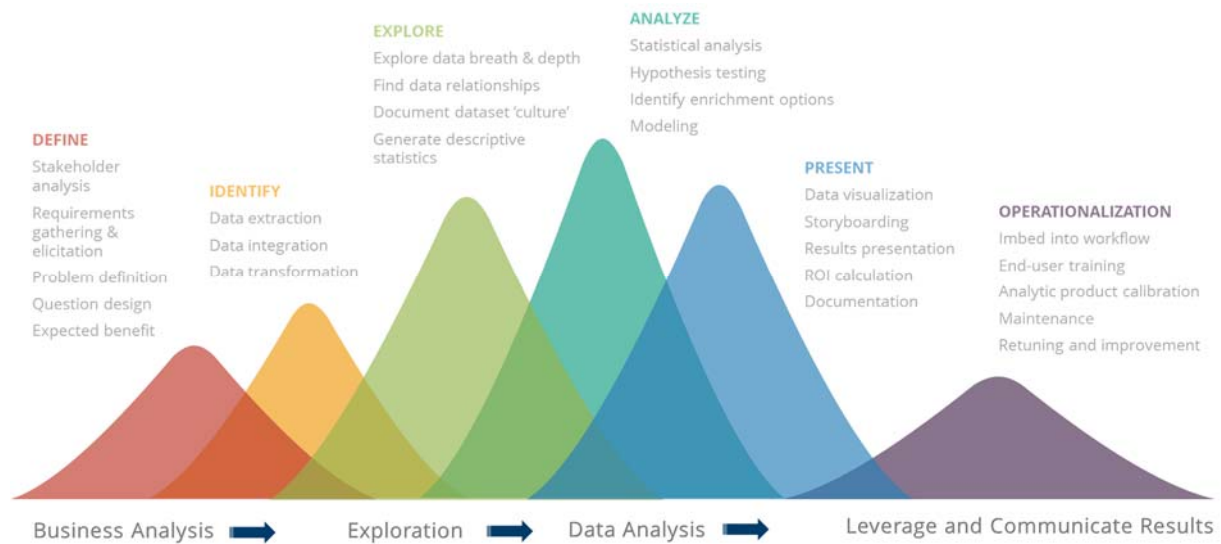 DEFINE
Stakeholder
analysis
Requirements
gathering &
elicitation
Problem definition
Question design
Expected benefit
IDENTIFY
Data extraction
Data integration
Data transformation
EXPLORE
Explore data breath & depth
Find data relationships
Document dataset ‘culture’
Generate descriptive
statistics
ANALYZE
Statistical analysis
Hypothesis testing
Identify enrichment options
Modeling
PRESENT
Data visualization
Storyboarding
Results presentation
ROI calculation
Documentation
OPERATIONALIZATION
Imbed into workflow
End-user training
Analytic product calibration
Maintenance
Retuning and improvement
Business Analysis
Exploration
Data Analysis
Leverage and Communicate Results